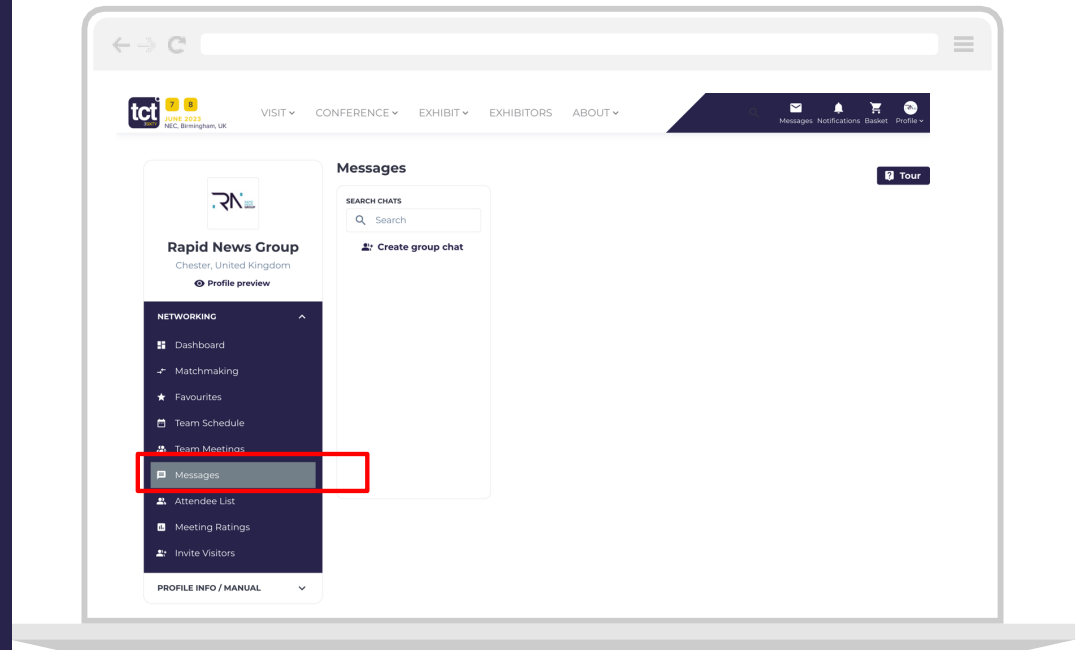 tct
7 8
JUNE 2023
NEC, Birmingham, UK
VISIT CONFERENCE EXHIBIT EXHIBITORS ABOUT
Messages Notifications Basket Profile
Messages
Tour
RN
Rapid News Group
Chester, United Kingdom
Profile preview
SEARCH CHATS
Search
Create group chat
NETWORKING
Dashboard
Matchmaking
Favourites
Team Schedule
Team Meetings
Messages
Attendee List
Meeting Ratings
Invite Visitors
PROFILE INFO / MANUAL